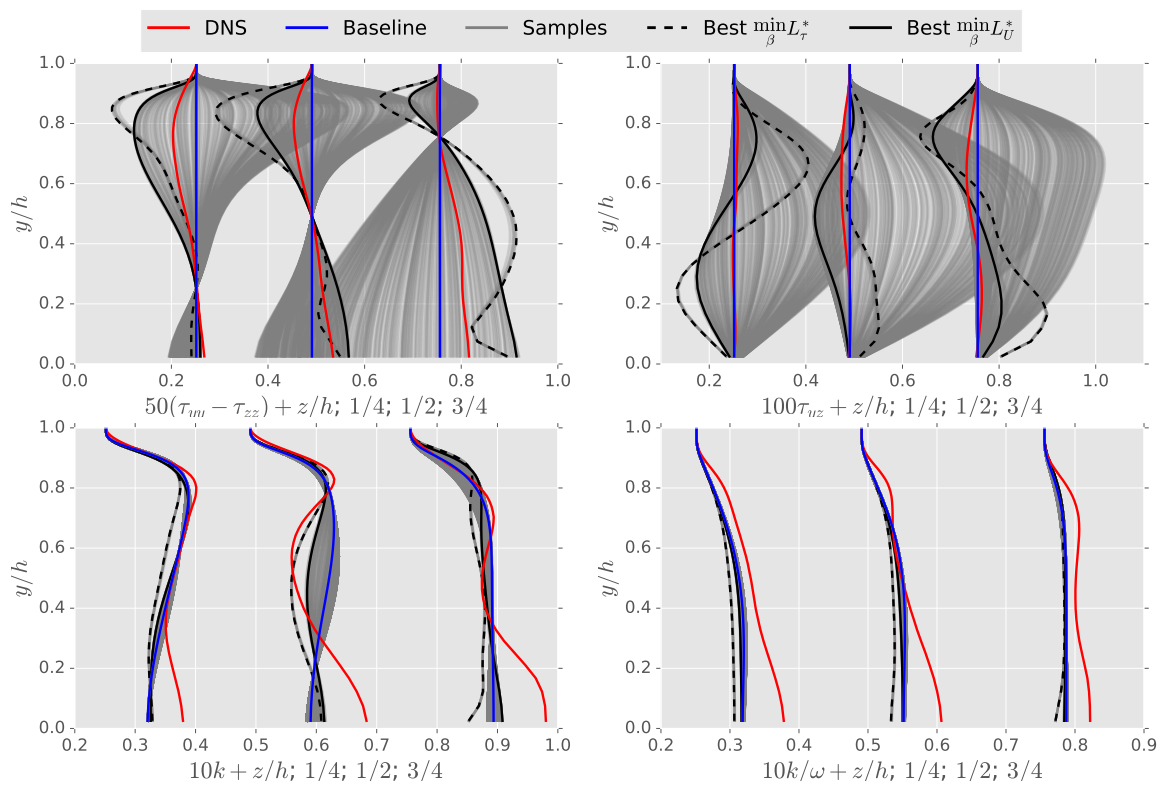 DNS Baseline Samples Best min_β L*_τ Best min_β L*_U
1.0
0.8
0.6
0.4
0.2
0.0
y/h
0.0 0.2 0.4 0.6 0.8 1.0
50(τ_yy − τ_zz) + z/h; 1/4; 1/2; 3/4
1.0
0.8
0.6
0.4
0.2
0.0
y/h
0.2 0.4 0.6 0.8 1.0
100τ_yz + z/h; 1/4; 1/2; 3/4
1.0
0.8
0.6
0.4
0.2
0.0
y/h
0.2 0.3 0.4 0.5 0.6 0.7 0.8 0.9 1.0
10k + z/h; 1/4; 1/2; 3/4
1.0
0.8
0.6
0.4
0.2
0.0
y/h
0.2 0.3 0.4 0.5 0.6 0.7 0.8 0.9
10k/ω + z/h; 1/4; 1/2; 3/4